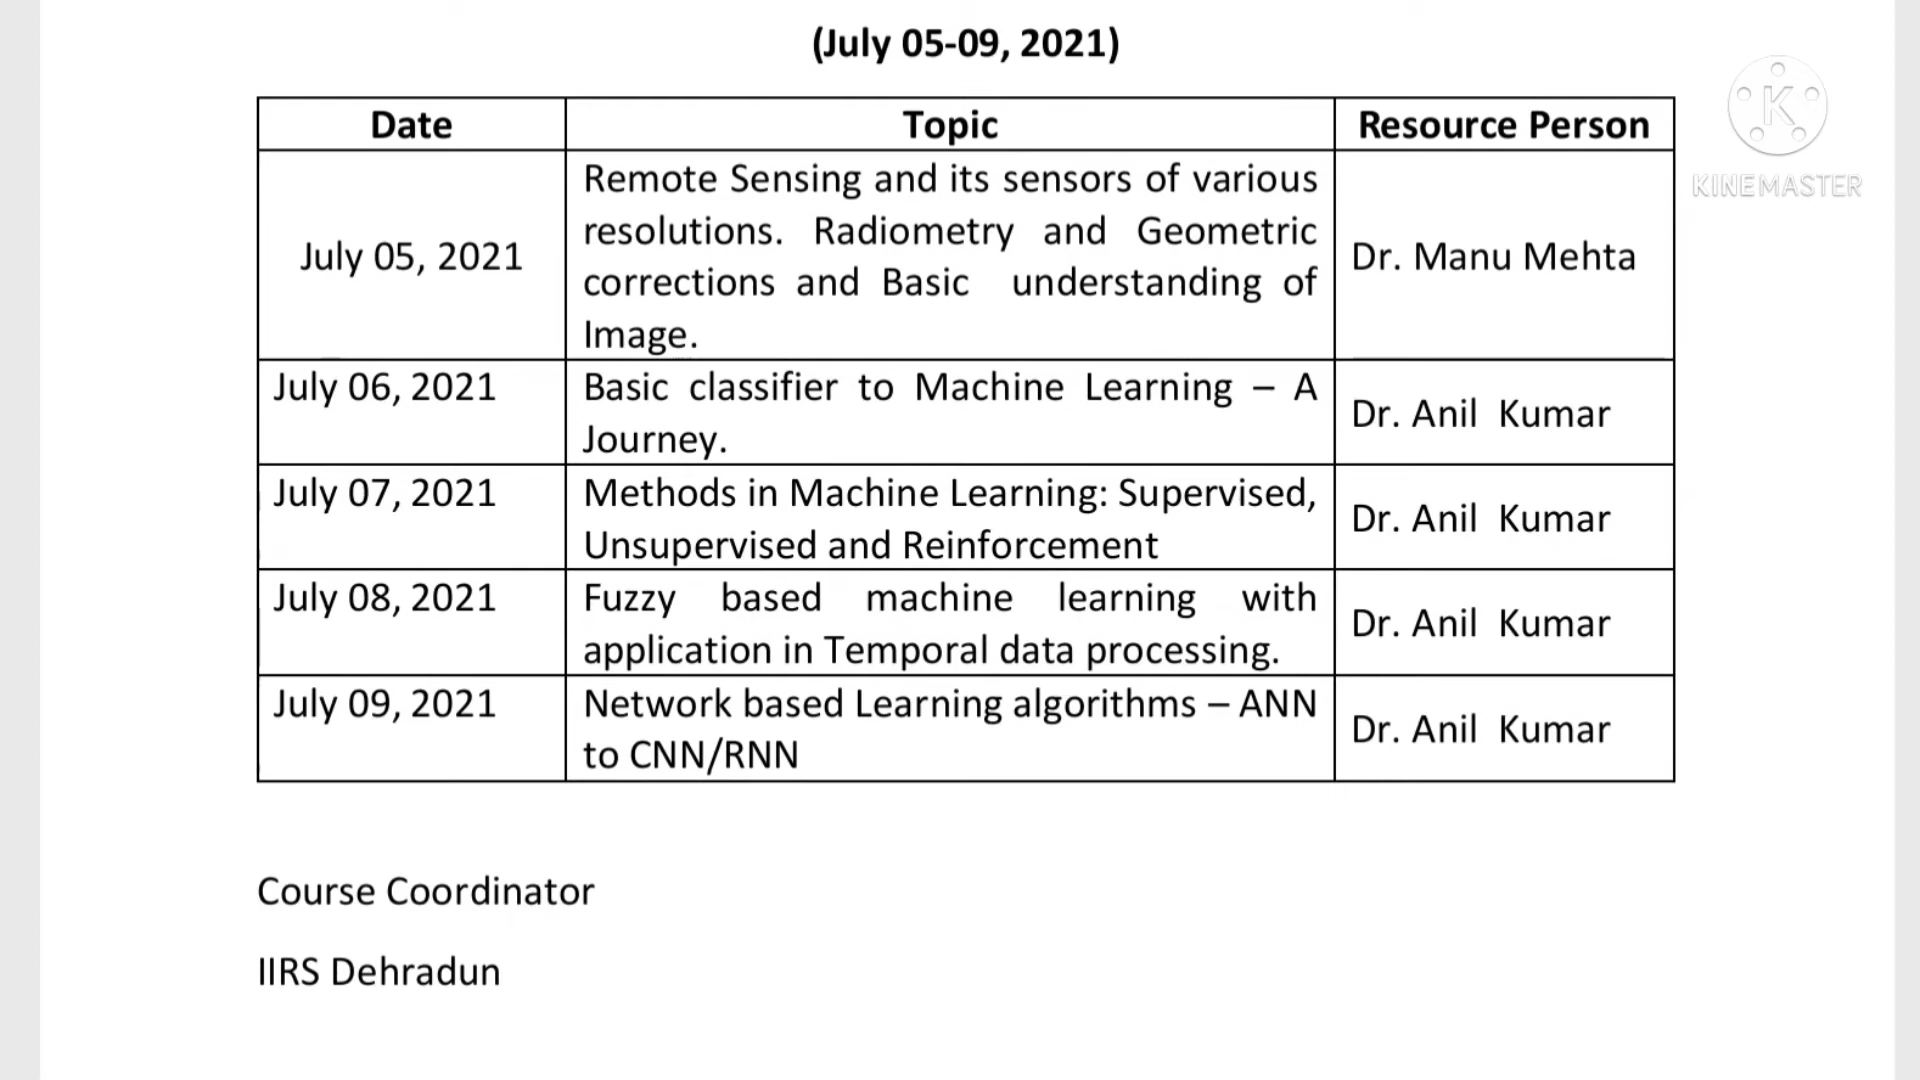 (July 05-09, 2021)
Date Topic Resource Person
July 05, 2021
Remote Sensing and its sensors of various
resolutions. Radiometry and Geometric
corrections and Basic understanding of
Image.
Dr. Manu Mehta
July 06, 2021
Basic classifier to Machine Learning – A
Journey.
Dr. Anil Kumar
July 07, 2021
Methods in Machine Learning: Supervised,
Unsupervised and Reinforcement
Dr. Anil Kumar
July 08, 2021
Fuzzy based machine learning with
application in Temporal data processing.
Dr. Anil Kumar
July 09, 2021
Network based Learning algorithms – ANN
to CNN/RNN
Dr. Anil Kumar
Course Coordinator
IIRS Dehradun
K
KINEMASTER